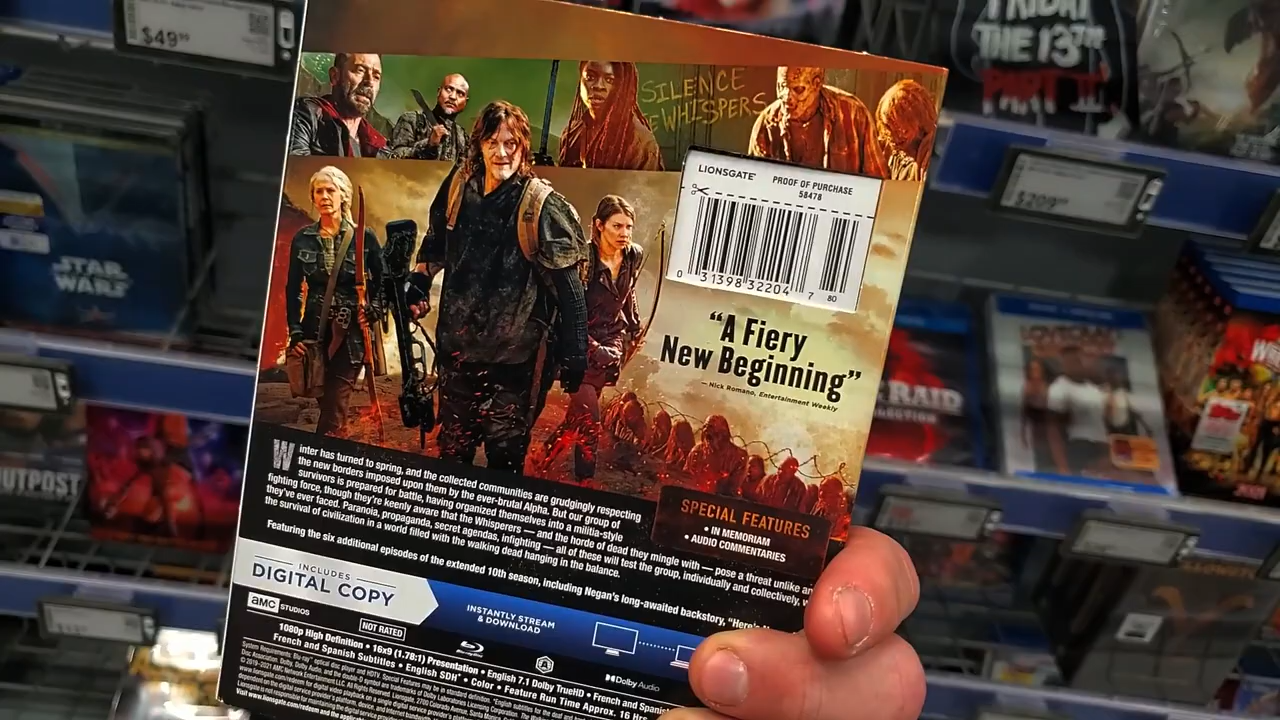 $49.99
FRIDAY
THE 13TH
PART II
$209.99
STAR
WARS
OUTPOST
RAID
SILENCE
WHISPERS
LIONSGATE
PROOF OF PURCHASE
58478
0 31398 32204 7 80
“A Fiery
New Beginning”
— Nick Romano, Entertainment Weekly
Winter has turned to spring, and the collected communities are grudgingly respecting
the new borders imposed upon them by the ever-brutal Alpha. But our group of
survivors is prepared for battle, having organized themselves into a militia-style
fighting force, though they're keenly aware that the Whisperers — and the horde of dead they mingle with — pose a threat unlike an
they've ever faced. Paranoia, propaganda, secret agendas, infighting — all of these will test the group, individually and collectively, w
the survival of civilization in a world filled with the walking dead hanging in the balance.
Featuring the six additional episodes of the extended 10th season, including Negan's long-awaited backstory, "Here's
SPECIAL FEATURES
• IN MEMORIAM
• AUDIO COMMENTARIES
INCLUDES
DIGITAL COPY
INSTANTLY STREAM
& DOWNLOAD
amc STUDIOS
NOT RATED
Blu-ray
Dolby Audio
1080p High Definition • 16x9 (1.78:1) Presentation • English 7.1 Dolby TrueHD • French and Spanish
French and Spanish Subtitles • English SDH* • Color • Feature Run Time Approx. 16 Hrs